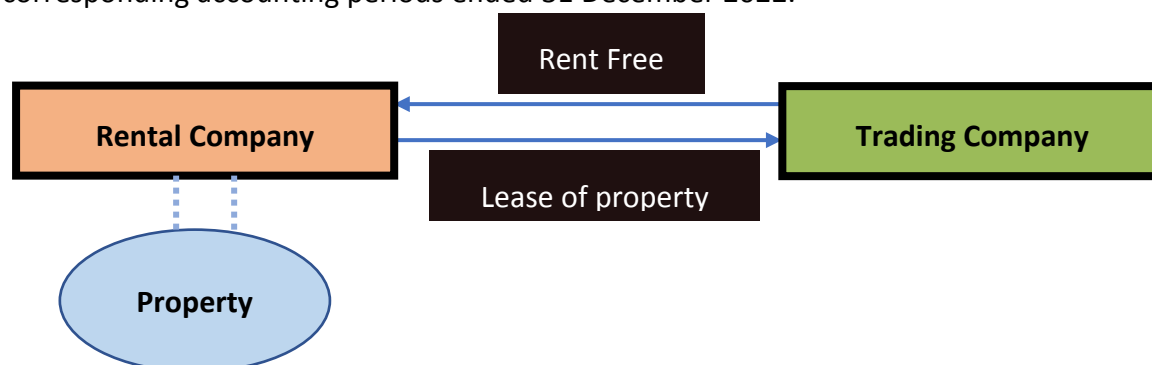 corresponding accounting periods ended 31 December 2022.
Rent Free
Rental Company
Trading Company
Lease of property
Property